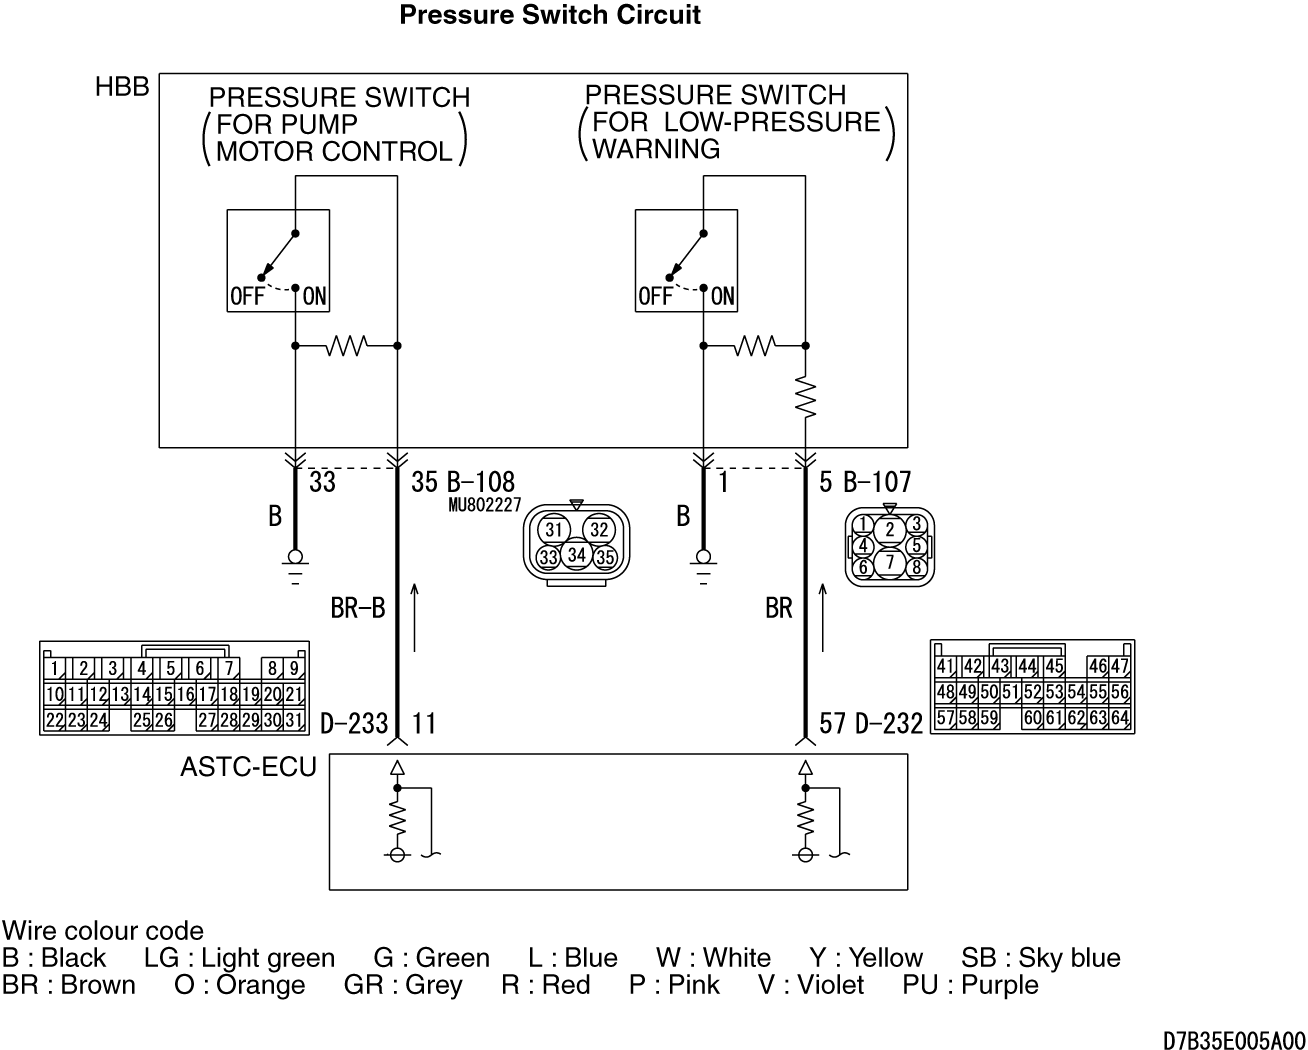 Pressure Switch Circuit
HBB
PRESSURE SWITCH
(FOR PUMP
MOTOR CONTROL)
PRESSURE SWITCH
(FOR LOW-PRESSURE
WARNING)
OFF ON
OFF ON
33
35 B-108
MU802227
1
5 B-107
B
B
31 32
33 34 35
1 2 3
4 5
6 7 8
BR-B
BR
1 2 3 4 5 6 7 8 9
10 11 12 13 14 15 16 17 18 19 20 21
22 23 24 25 26 27 28 29 30 31
D-233 11
57 D-232
41 42 43 44 45 46 47
48 49 50 51 52 53 54 55 56
57 58 59 60 61 62 63 64
ASTC-ECU
Wire colour code
B : Black LG : Light green G : Green L : Blue W : White Y : Yellow SB : Sky blue
BR : Brown O : Orange GR : Grey R : Red P : Pink V : Violet PU : Purple
D7B35E005A00